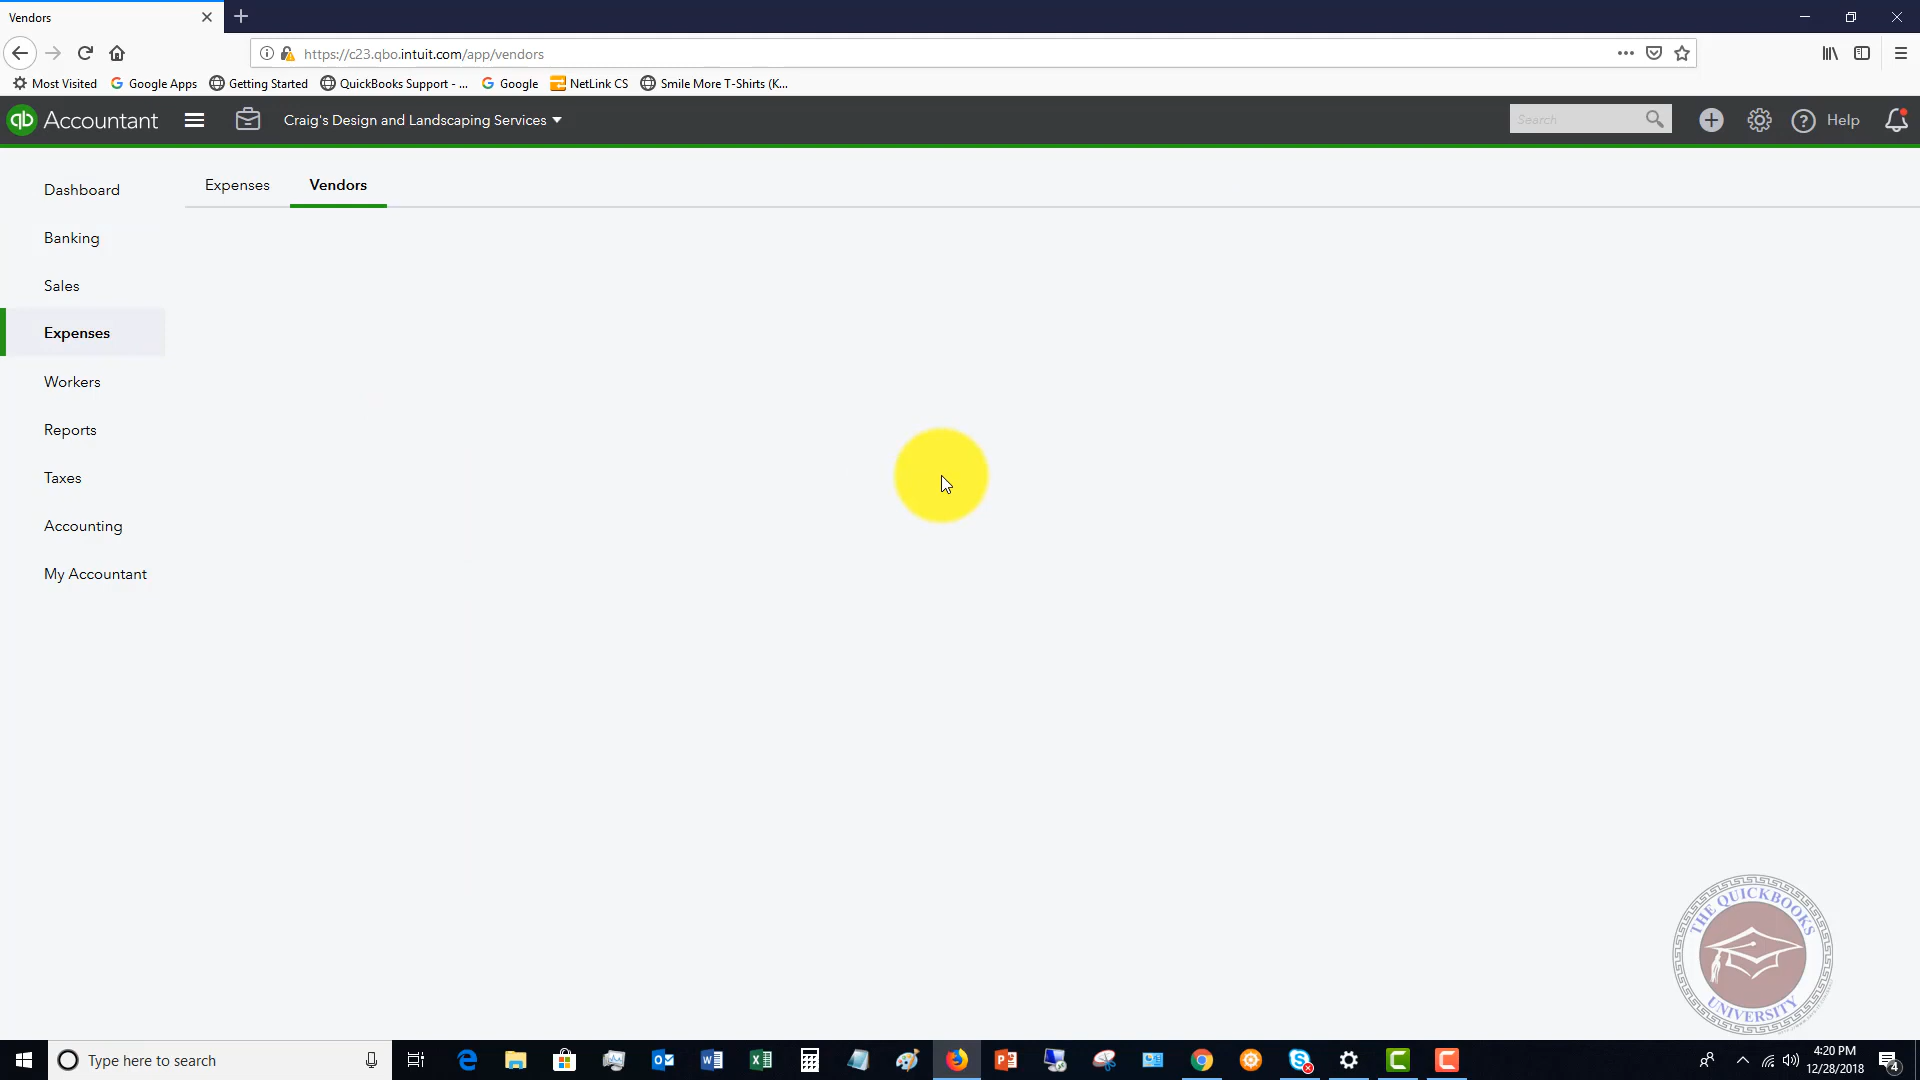 Vendors
https://c23.qbo.intuit.com/app/vendors
Most Visited Google Apps Getting Started QuickBooks Support - ... Google NetLink CS Smile More T-Shirts (K...
qb Accountant Craig's Design and Landscaping Services Search Help
Expenses Vendors
Dashboard
Banking
Sales
Expenses
Workers
Reports
Taxes
Accounting
My Accountant
THE QUICKBOOKS
UNIVERSITY
Type here to search
4:20 PM
12/28/2018
4